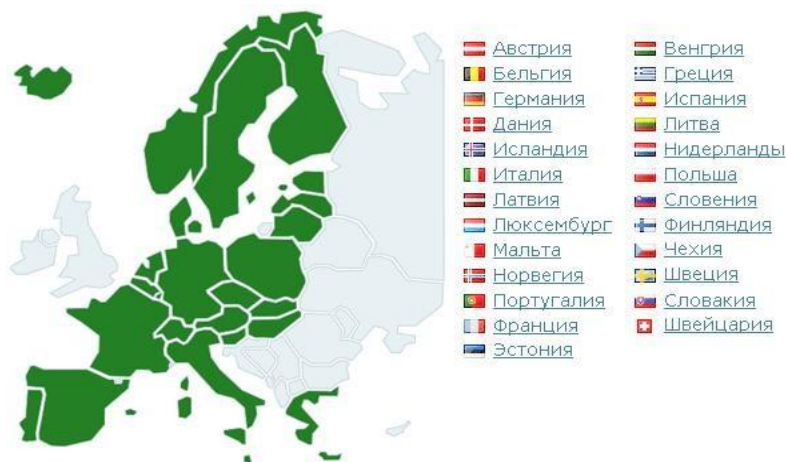 Австрия
Бельгия
Германия
Дания
Исландия
Италия
Латвия
Люксембург
Мальта
Норвегия
Португалия
Франция
Эстония
Венгрия
Греция
Испания
Литва
Нидерланды
Польша
Словения
Финляндия
Чехия
Швеция
Словакия
Швейцария